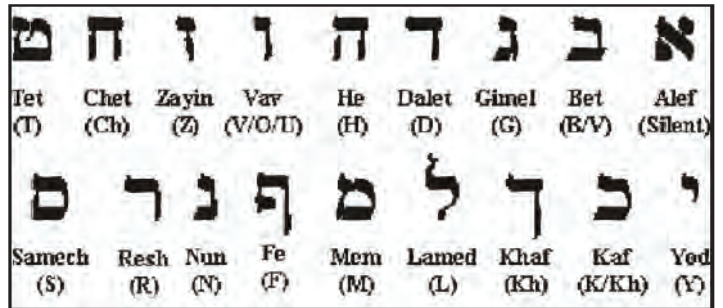 א ב ג ד ה ו ז ח ט
Tet Chet Zayin Vav He Dalet Gimel Bet Alef
(T) (Ch) (Z) (V/O/U) (H) (D) (G) (B/V) (Silent)
י כ ך ל מ ף נ ר ם
Samech Resh Nun Fe Mem Lamed Khaf Kaf Yod
(S) (R) (N) (F) (M) (L) (Kh) (K/Kh) (Y)